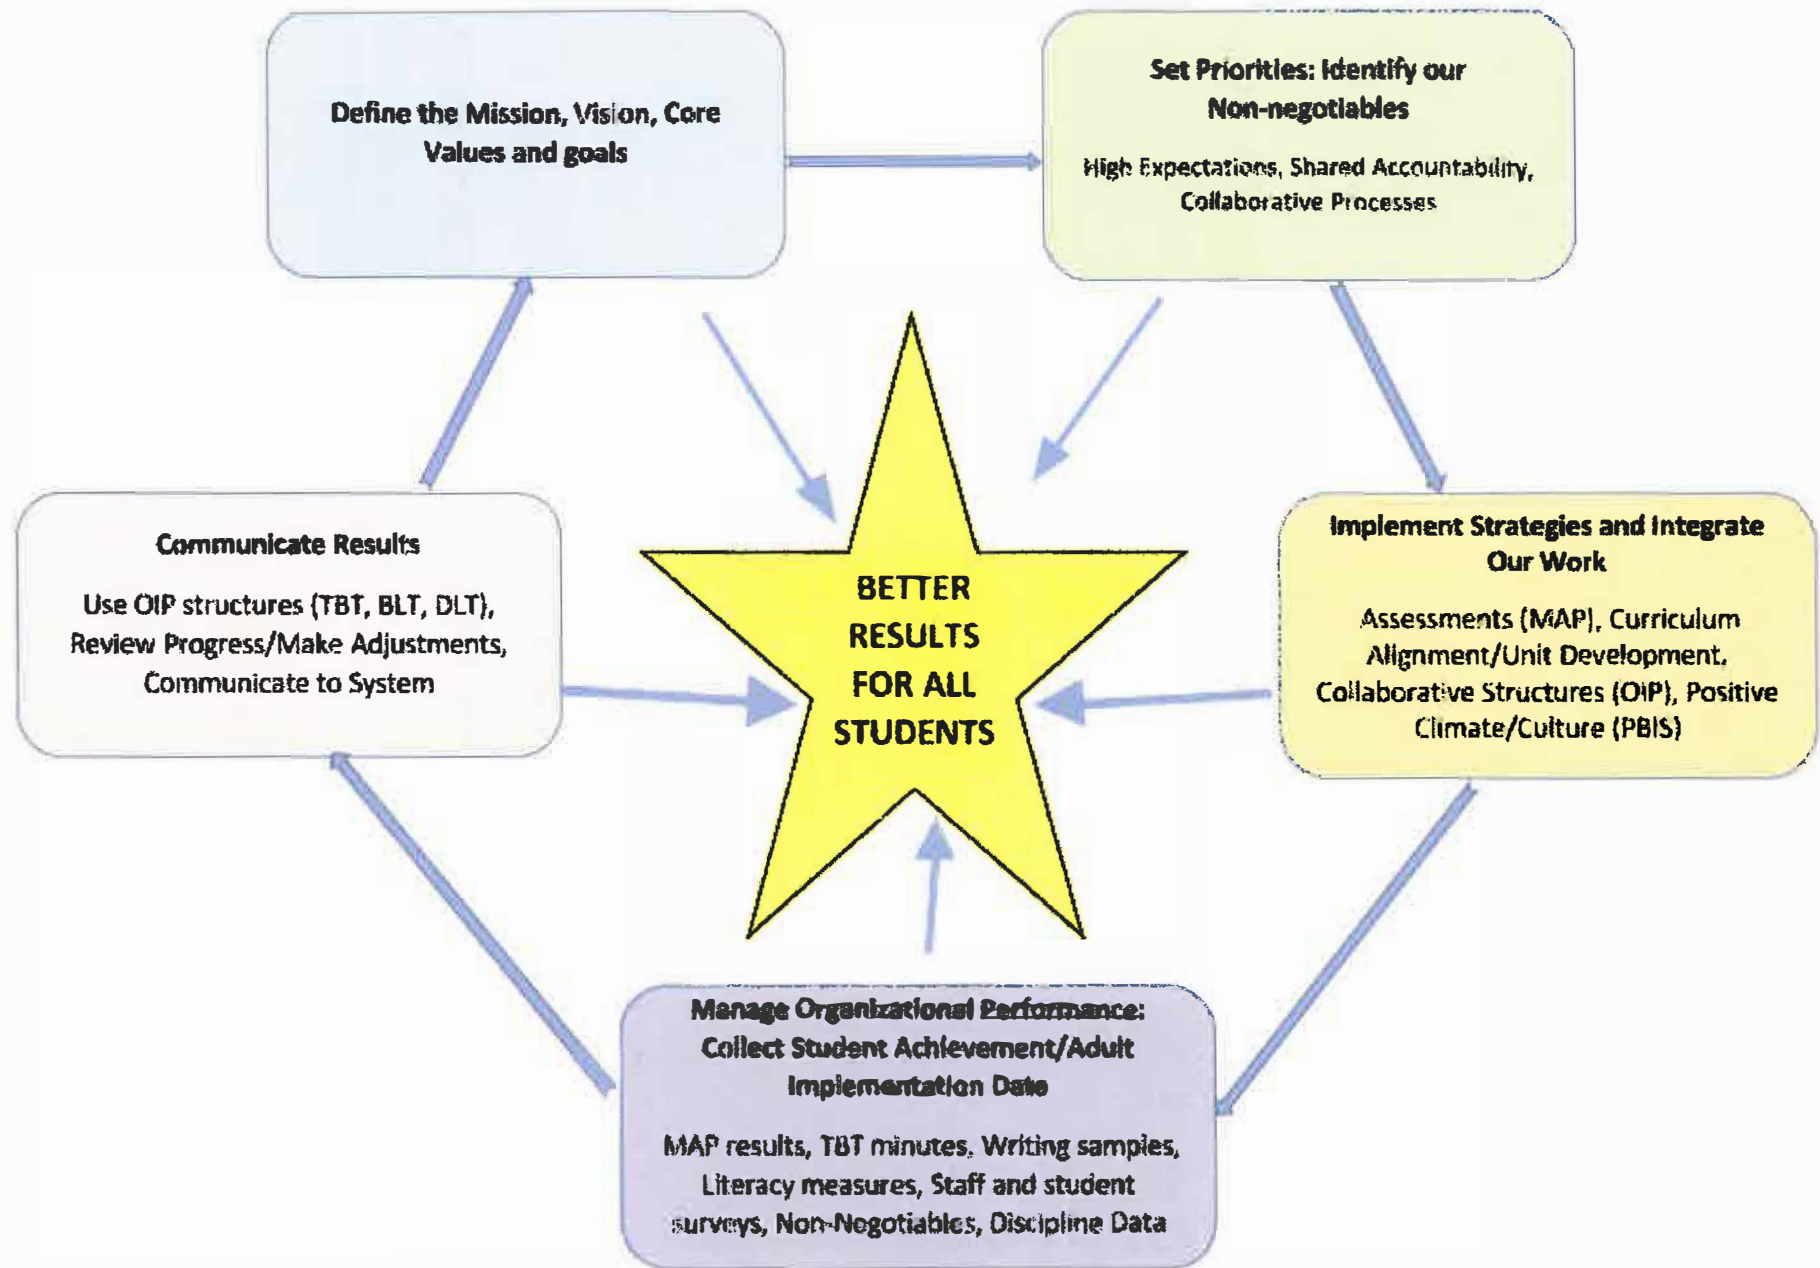 Define the Mission, Vision, Core
Values and goals
Set Priorities: Identify our
Non-negotiables
High Expectations, Shared Accountability,
Collaborative Processes
Communicate Results
Use OIP structures (TBT, BLT, DLT),
Review Progress/Make Adjustments,
Communicate to System
BETTER
RESULTS
FOR ALL
STUDENTS
Implement Strategies and Integrate
Our Work
Assessments (MAP), Curriculum
Alignment/Unit Development,
Collaborative Structures (OIP), Positive
Climate/Culture (PBIS)
Manage Organizational Performance:
Collect Student Achievement/Adult
Implementation Data
MAP results, TBT minutes, Writing samples,
Literacy measures, Staff and student
surveys, Non-Negotiables, Discipline Data